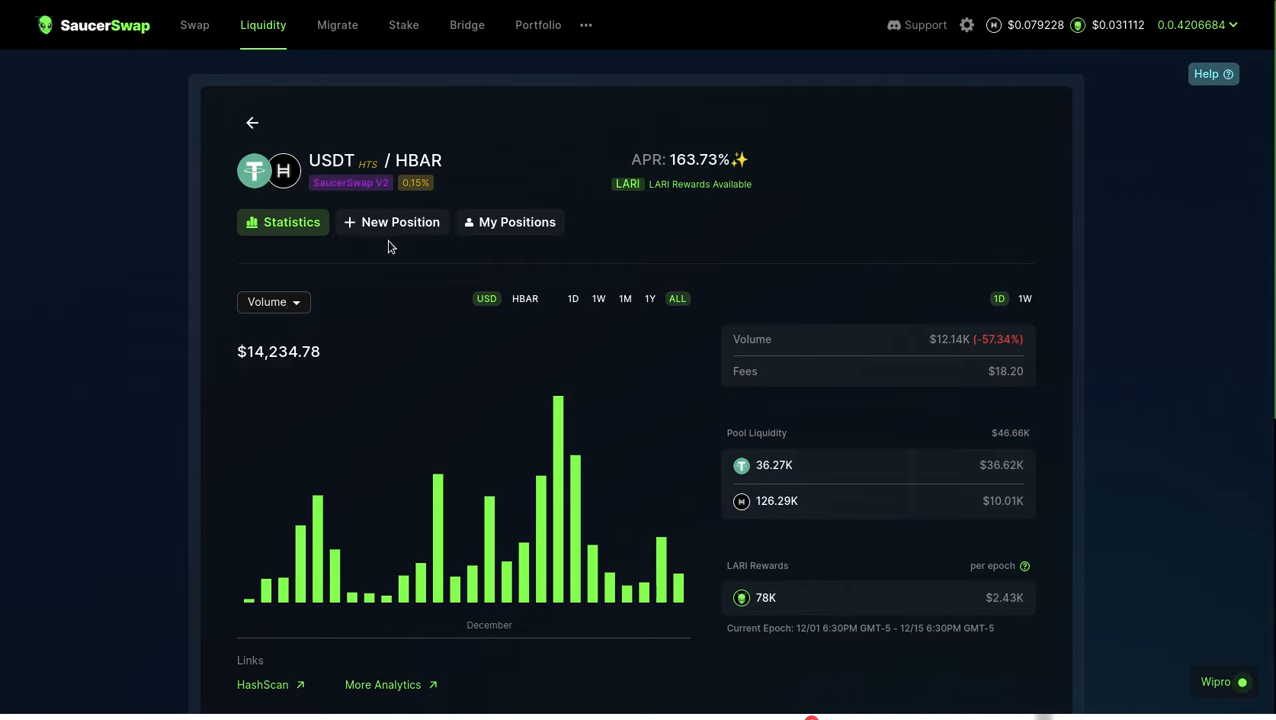 SaucerSwap Swap Liquidity Migrate Stake Bridge Portfolio Support $0.079228 $0.031112 0.0.4206684
Help
USDT HTS / HBAR
SaucerSwap V2 0.15%
APR: 163.73%✨
LARI LARI Rewards Available
Statistics + New Position My Positions
Volume USD HBAR 1D 1W 1M 1Y ALL 1D 1W
$14,234.78
Volume $12.14K (-57.34%)
Fees $18.20
Pool Liquidity $46.66K
36.27K $36.62K
126.29K $10.01K
LARI Rewards per epoch
78K $2.43K
Current Epoch: 12/01 6:30PM GMT-5 - 12/15 6:30PM GMT-5
December
Links
HashScan More Analytics
Wipro